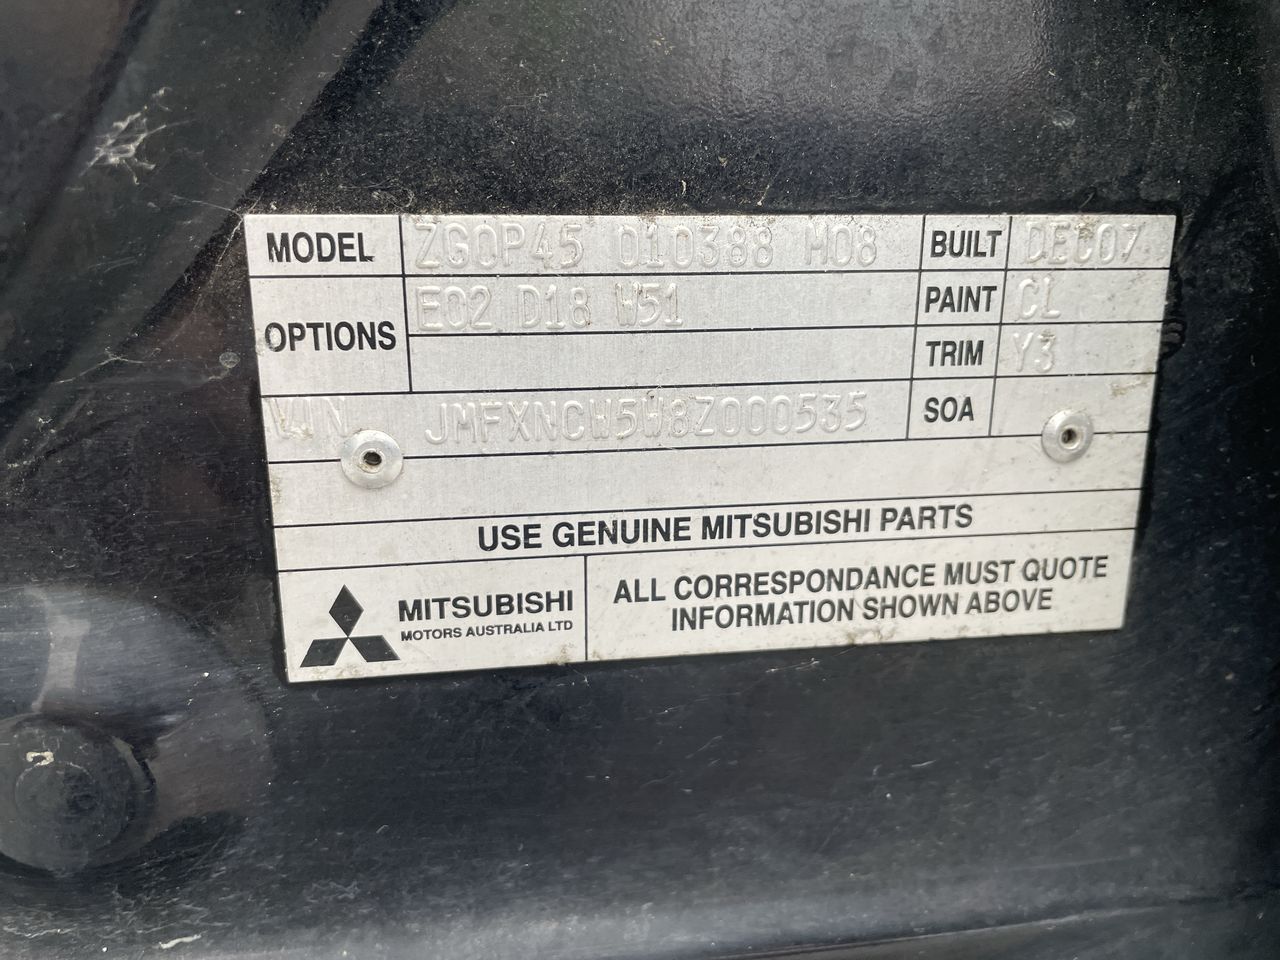 MODEL ZG0P45 010388 M08 BUILT DEC07
OPTIONS E02 D18 W51 PAINT CL
TRIM Y3
VIN JMFXNCW5W8Z000535 SOA
USE GENUINE MITSUBISHI PARTS
MITSUBISHI
MOTORS AUSTRALIA LTD
ALL CORRESPONDANCE MUST QUOTE
INFORMATION SHOWN ABOVE